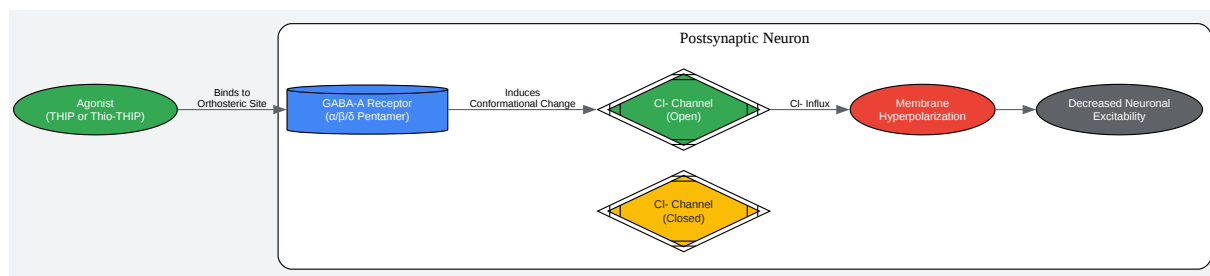 Postsynaptic Neuron
Agonist
(THIP or Thio-THIP)
Binds to
Orthosteric Site
GABA-A Receptor
(α/β/δ Pentamer)
Induces
Conformational Change
Cl- Channel
(Open)
Cl- Influx
Membrane
Hyperpolarization
Decreased Neuronal
Excitability
Cl- Channel
(Closed)